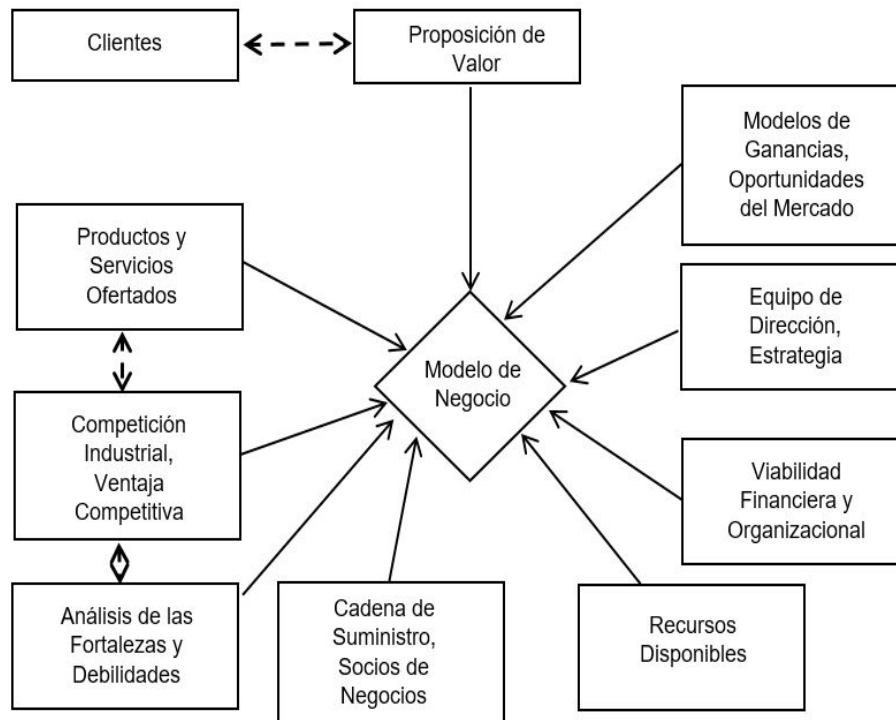 Clientes
Proposición de
Valor
Modelos de
Ganancias,
Oportunidades
del Mercado
Productos y
Servicios
Ofertados
Equipo de
Dirección,
Estrategia
Modelo de
Negocio
Competición
Industrial,
Ventaja
Competitiva
Viabilidad
Financiera y
Organizacional
Análisis de las
Fortalezas y
Debilidades
Cadena de
Suministro,
Socios de
Negocios
Recursos
Disponibles